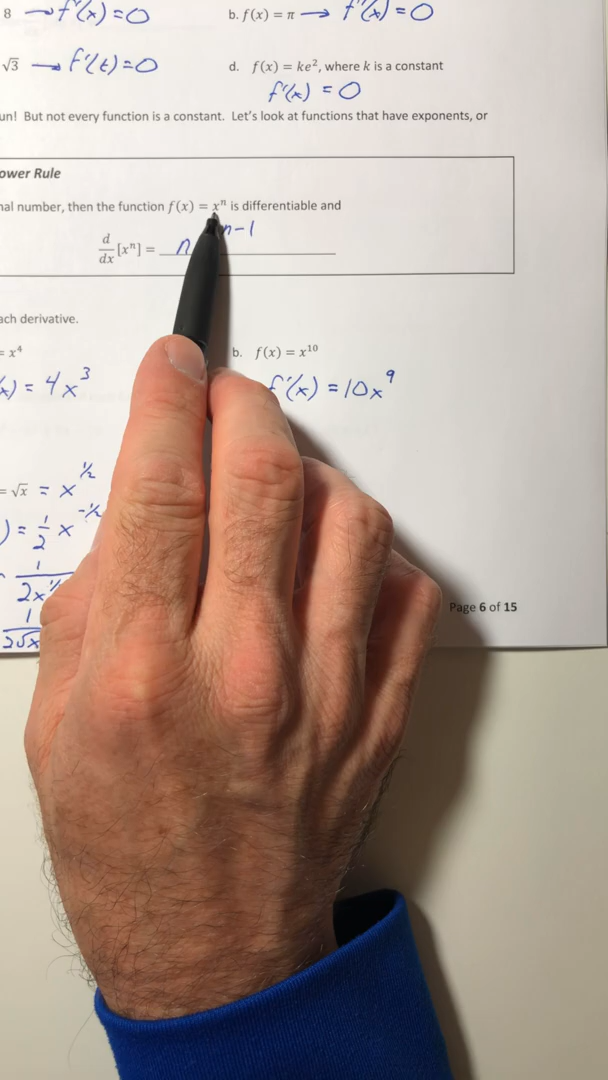 8 → f'(x) = 0 b. f(x) = π → f'(x) = 0
√3 → f'(t) = 0 d. f(x) = ke², where k is a constant
f'(x) = 0
un! But not every function is a constant. Let's look at functions that have exponents, or
ower Rule
nal number, then the function f(x) = xⁿ is differentiable and
d/dx [xⁿ] = n n-1
ach derivative.
= x⁴ b. f(x) = x¹⁰
x) = 4x³ f'(x) = 10x⁹
= √x = x^1/2
) = 1/2 x^-1/2
1/2x^1/2
1/2√x
Page 6 of 15